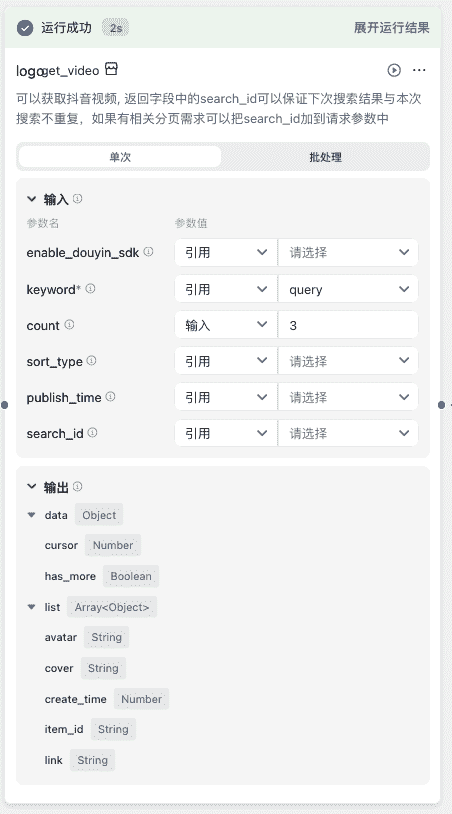 运行成功 2s 展开运行结果
logo get_video
可以获取抖音视频, 返回字段中的search_id可以保证下次搜索结果与本次
搜索不重复，如果有相关分页需求可以把search_id加到请求参数中
单次 批处理
输入
参数名 参数值
enable_douyin_sdk 引用 请选择
keyword* 引用 query
count 输入 3
sort_type 引用 请选择
publish_time 引用 请选择
search_id 引用 请选择
输出
data Object
cursor Number
has_more Boolean
list Array<Object>
avatar String
cover String
create_time Number
item_id String
link String